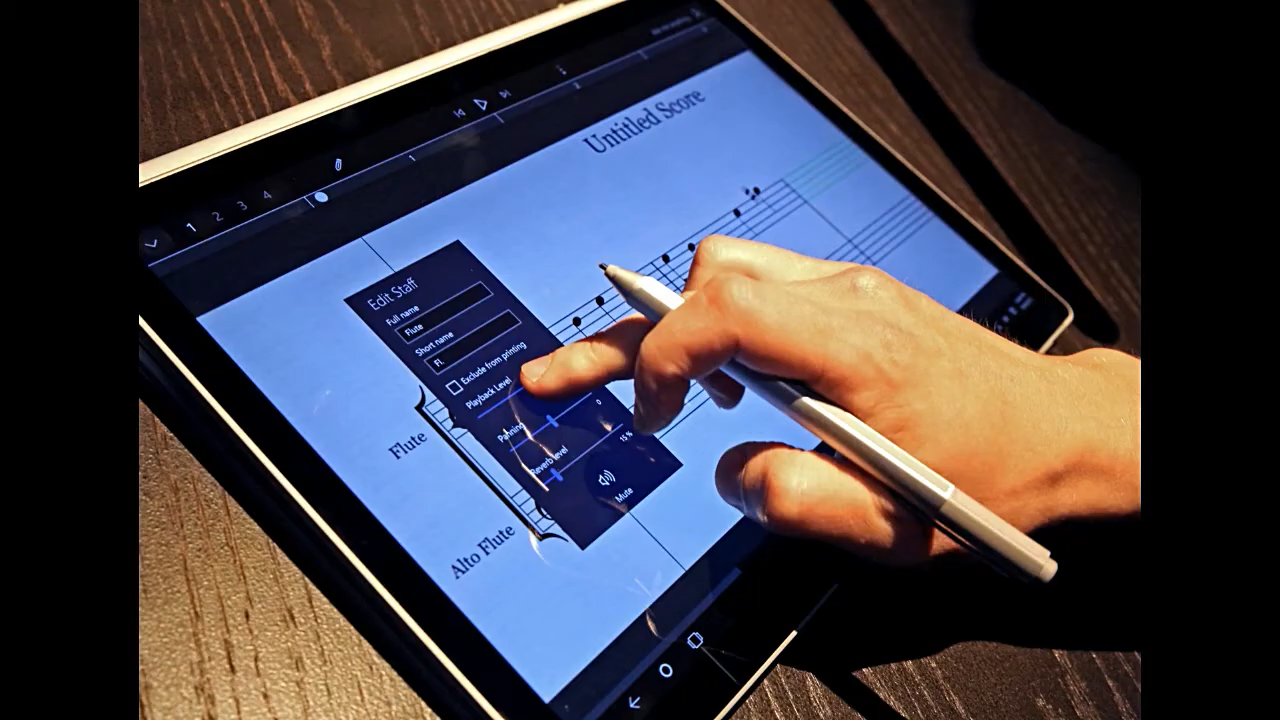 1 2 3 4
1
2
Untitled Score
Edit Staff
Full name
Flute
Short name
Fl.
Exclude from printing
Playback Level
Panning
0
Reverb level
15 %
Mute
Flute
Alto Flute